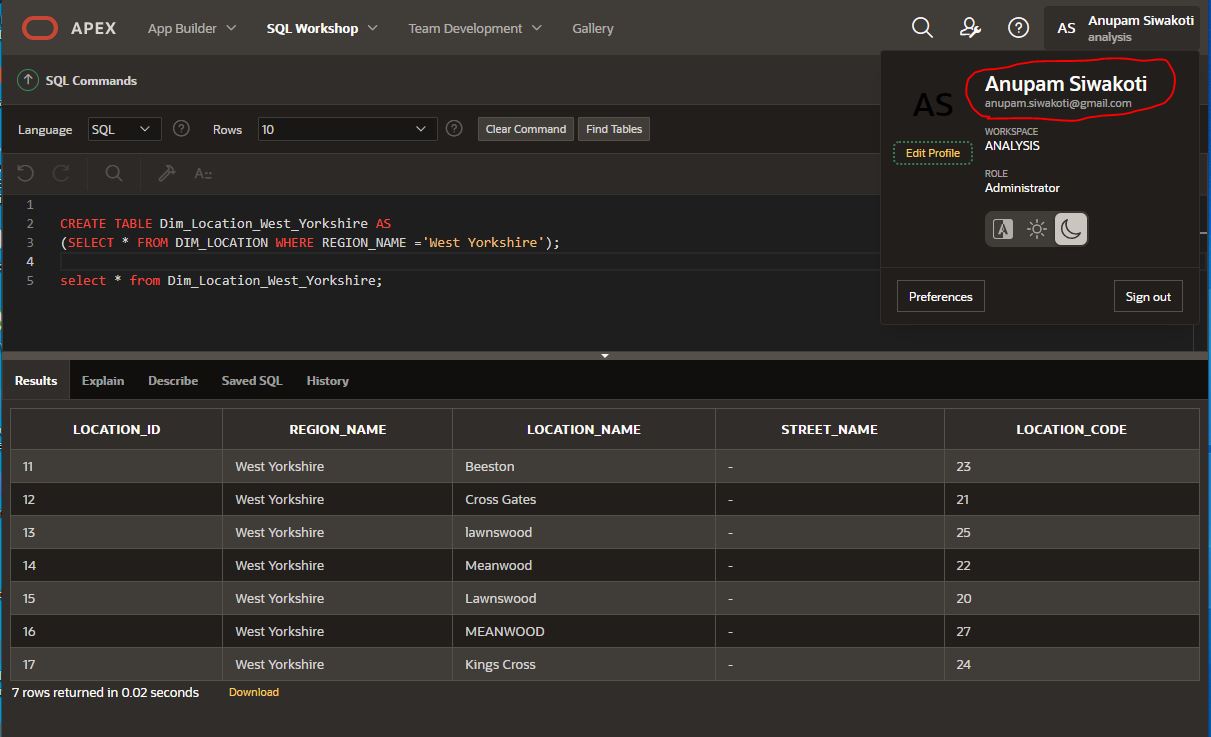 APEX App Builder SQL Workshop Team Development Gallery AS Anupam Siwakoti
analysis
SQL Commands
AS Anupam Siwakoti
anupam.siwakoti@gmail.com
Edit Profile
WORKSPACE
ANALYSIS
ROLE
Administrator
Preferences Sign out
Language SQL Rows 10 Clear Command Find Tables
1
2 CREATE TABLE Dim_Location_West_Yorkshire AS
3 (SELECT * FROM DIM_LOCATION WHERE REGION_NAME ='West Yorkshire');
4
5 select * from Dim_Location_West_Yorkshire;
Results Explain Describe Saved SQL History
LOCATION_ID REGION_NAME LOCATION_NAME STREET_NAME LOCATION_CODE
11 West Yorkshire Beeston - 23
12 West Yorkshire Cross Gates - 21
13 West Yorkshire lawnswood - 25
14 West Yorkshire Meanwood - 22
15 West Yorkshire Lawnswood - 20
16 West Yorkshire MEANWOOD - 27
17 West Yorkshire Kings Cross - 24
7 rows returned in 0.02 seconds Download